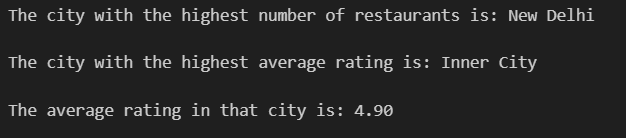 The city with the highest number of restaurants is: New Delhi
The city with the highest average rating is: Inner City
The average rating in that city is: 4.90